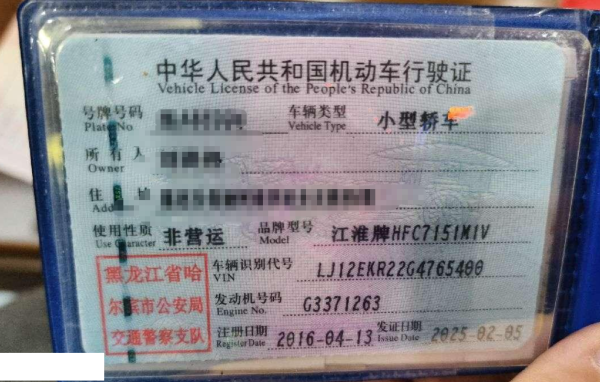 中华人民共和国机动车行驶证
Vehicle License of the People's Republic of China
号牌号码 车辆类型 小型轿车
Plate No Vehicle Type
所有人
Owner
住址
使用性质 非营运 品牌型号 江淮牌HFC7151M1V
Use Character Model
黑龙江省哈
尔滨市公安局
交通警察支队
车辆识别代号 LJ12EKR22G4765400
VIN
发动机号码 G3371263
Engine No.
注册日期 2016-04-13 发证日期 2025-02-05
Register Date Issue Date